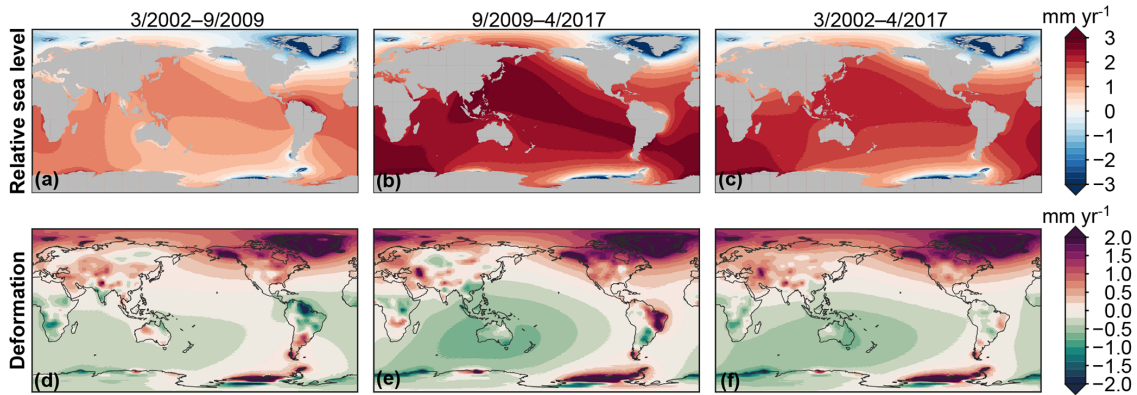 3/2002–9/2009
9/2009–4/2017
3/2002–4/2017
mm yr-1
Relative sea level
(a)
(b)
(c)
3
2
1
0
−1
−2
−3
mm yr-1
Deformation
(d)
(e)
(f)
2.0
1.5
1.0
0.5
0.0
−0.5
−1.0
−1.5
−2.0